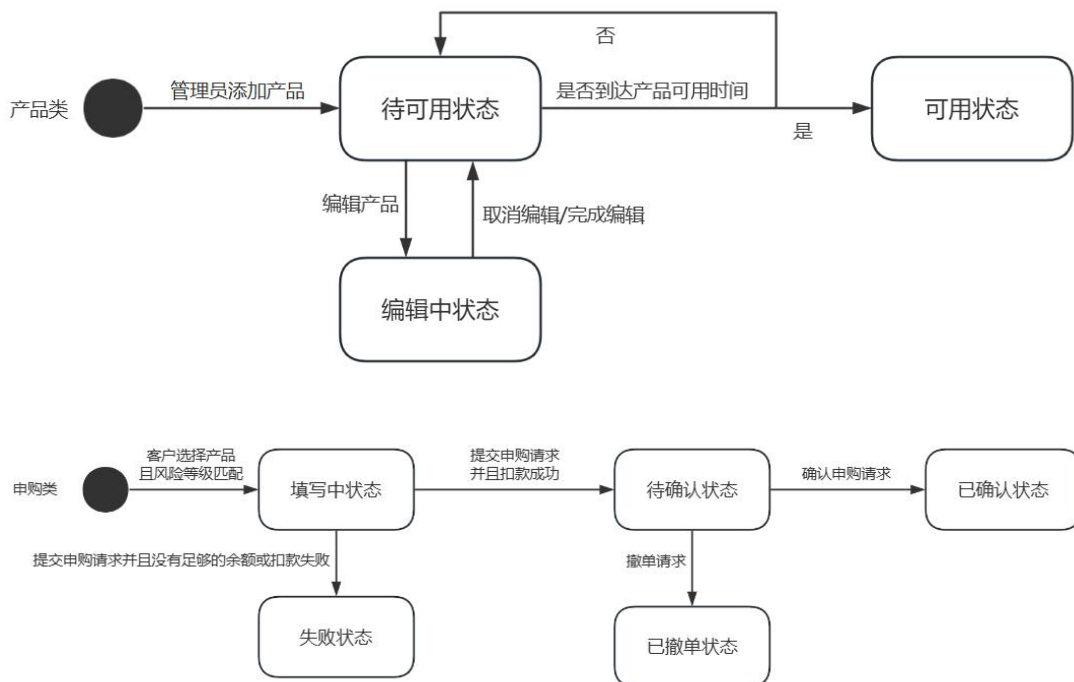 否
产品类
管理员添加产品
待可用状态
是否到达产品可用时间
是
可用状态
编辑产品
取消编辑/完成编辑
编辑中状态
申购类
客户选择产品
且风险等级匹配
填写中状态
提交申购请求
并且扣款成功
待确认状态
确认申购请求
已确认状态
提交申购请求并且没有足够的余额或扣款失败
撤单请求
失败状态
已撤单状态